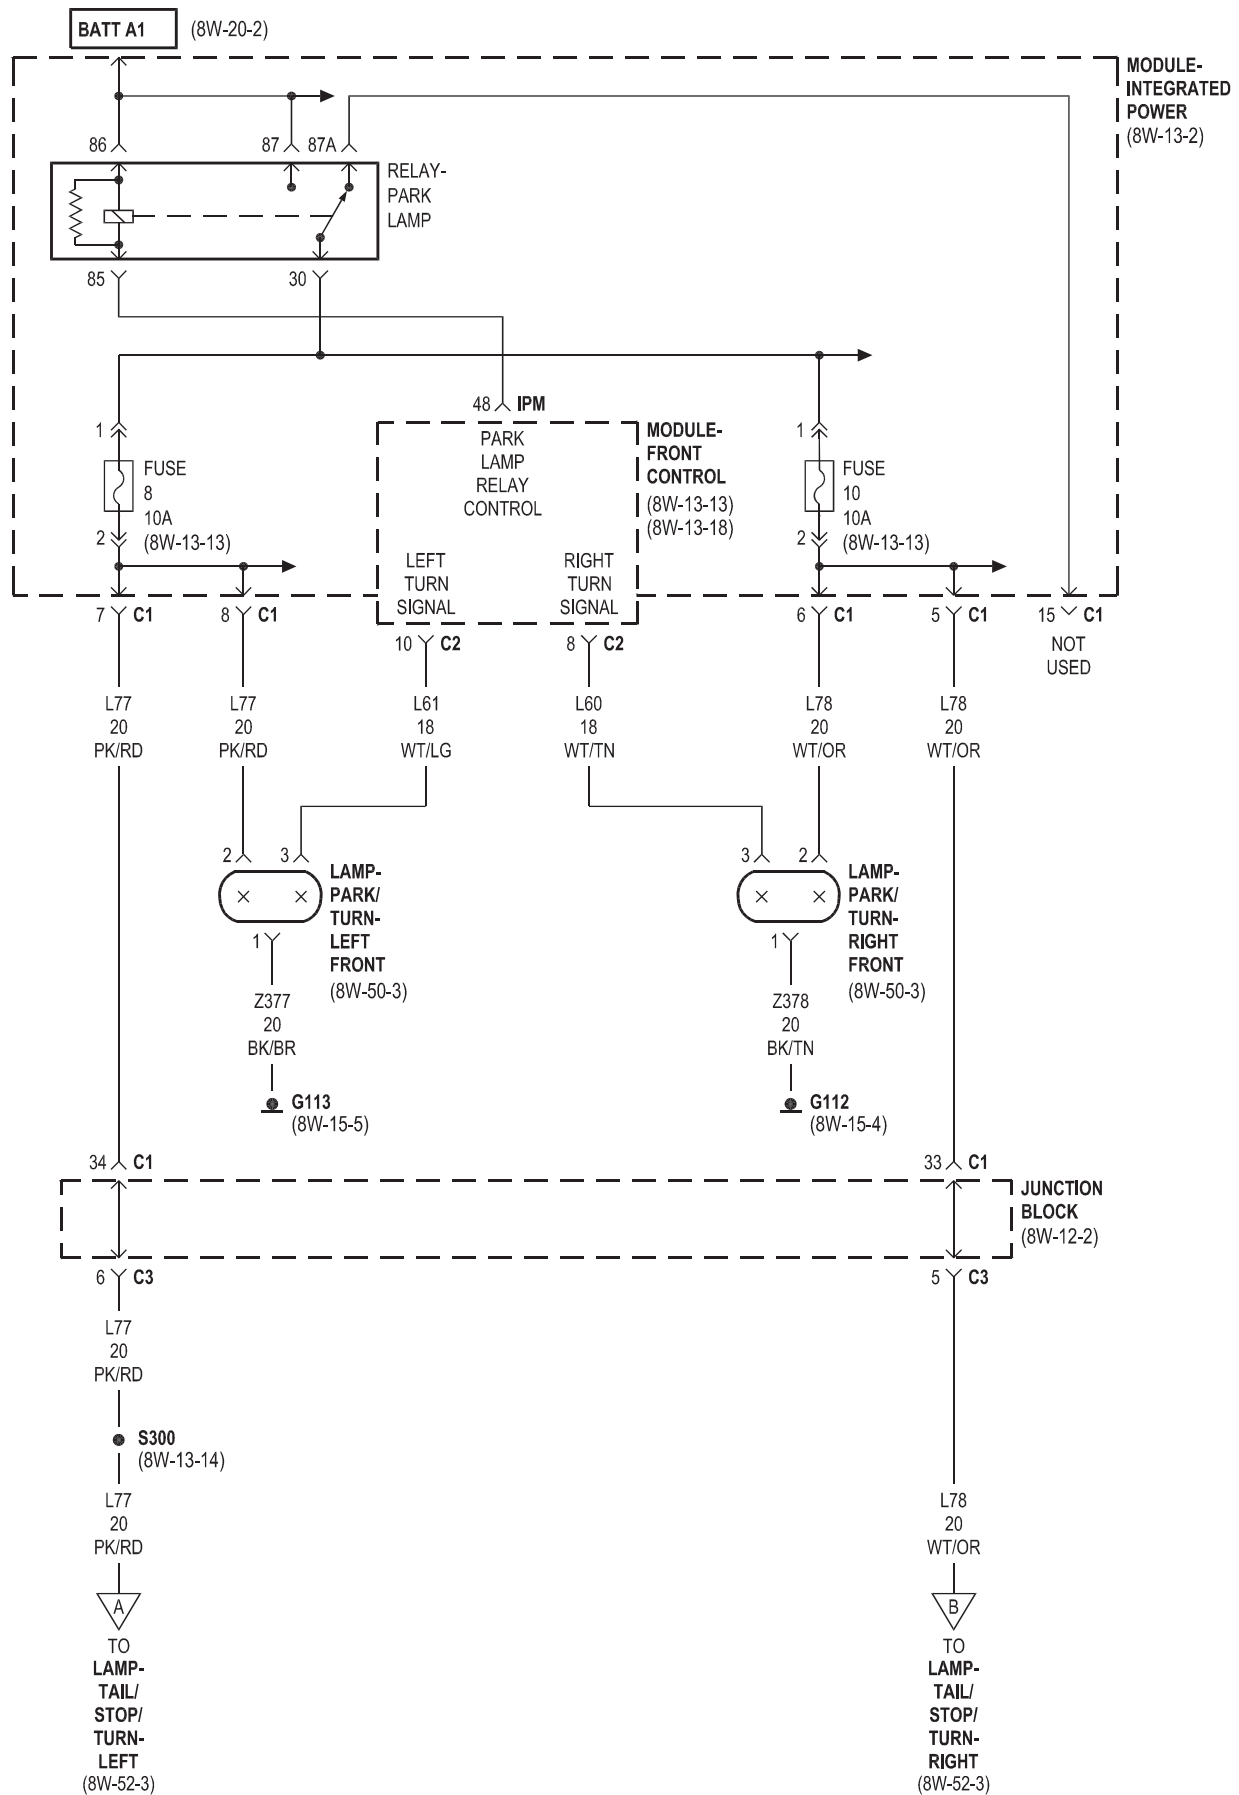 BATT A1 (8W-20-2)
MODULE-
INTEGRATED
POWER
(8W-13-2)
86
87
87A
RELAY-
PARK
LAMP
85
30
48 IPM
1
FUSE
8
10A
(8W-13-13)
2
PARK
LAMP
RELAY
CONTROL
LEFT
TURN
SIGNAL
RIGHT
TURN
SIGNAL
MODULE-
FRONT
CONTROL
(8W-13-13)
(8W-13-18)
1
FUSE
10
10A
(8W-13-13)
2
7 C1
8 C1
10 C2
8 C2
6 C1
5 C1
15 C1
NOT
USED
L77
20
PK/RD
L77
20
PK/RD
L61
18
WT/LG
L60
18
WT/TN
L78
20
WT/OR
L78
20
WT/OR
2
3
LAMP-
PARK/
TURN-
LEFT
FRONT
(8W-50-3)
1
Z377
20
BK/BR
G113
(8W-15-5)
3
2
LAMP-
PARK/
TURN-
RIGHT
FRONT
(8W-50-3)
1
Z378
20
BK/TN
G112
(8W-15-4)
34 C1
33 C1
JUNCTION
BLOCK
(8W-12-2)
6 C3
5 C3
L77
20
PK/RD
S300
(8W-13-14)
L77
20
PK/RD
L78
20
WT/OR
A
TO
LAMP-
TAIL/
STOP/
TURN-
LEFT
(8W-52-3)
B
TO
LAMP-
TAIL/
STOP/
TURN-
RIGHT
(8W-52-3)